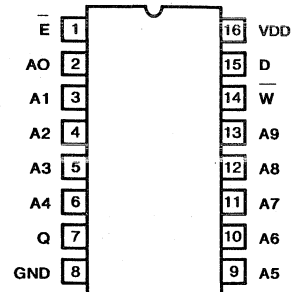 E̅ 1 16 VDD
AO 2 15 D
A1 3 14 W̅
A2 4 13 A9
A3 5 12 A8
A4 6 11 A7
Q 7 10 A6
GND 8 9 A5